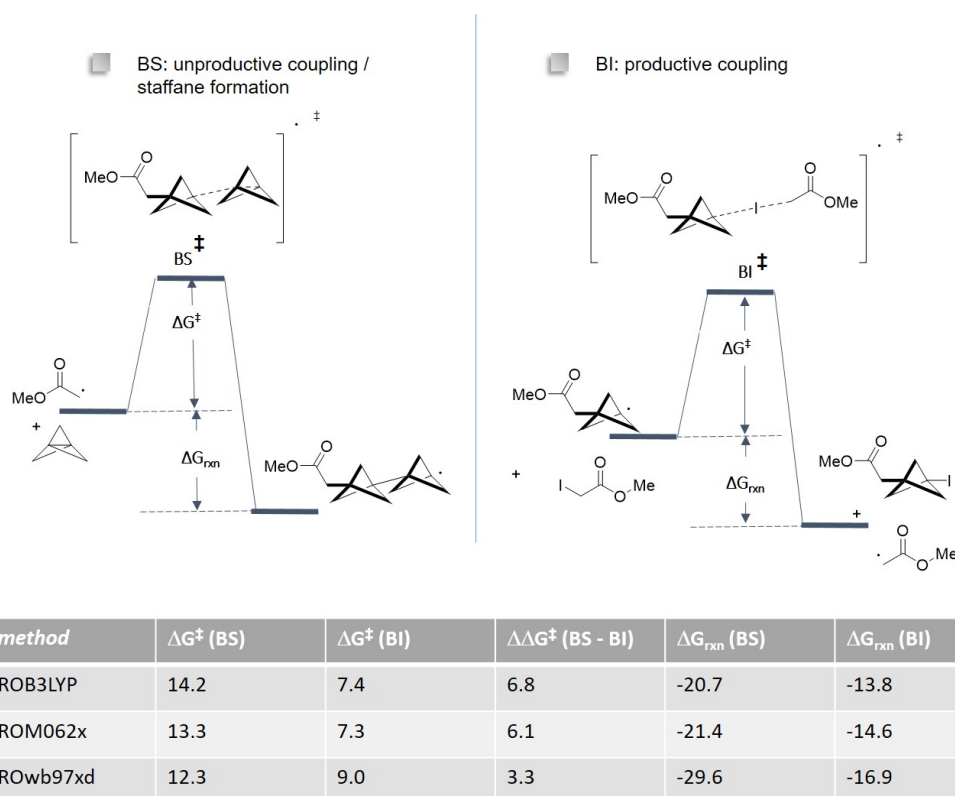 BS: unproductive coupling /
staffane formation
BI: productive coupling
. ‡
O
MeO
BS‡
ΔG‡
O
MeO .
+
ΔGrxn
O
MeO
.
. ‡
O
MeO
I
O
OMe
BI‡
ΔG‡
O
MeO
.
+
I
O
O Me
ΔGrxn
O
MeO
I
+
.
O
O Me
method ΔG‡ (BS) ΔG‡ (BI) ΔΔG‡ (BS - BI) ΔGrxn (BS) ΔGrxn (BI)
ROB3LYP 14.2 7.4 6.8 -20.7 -13.8
ROM062x 13.3 7.3 6.1 -21.4 -14.6
ROwb97xd 12.3 9.0 3.3 -29.6 -16.9